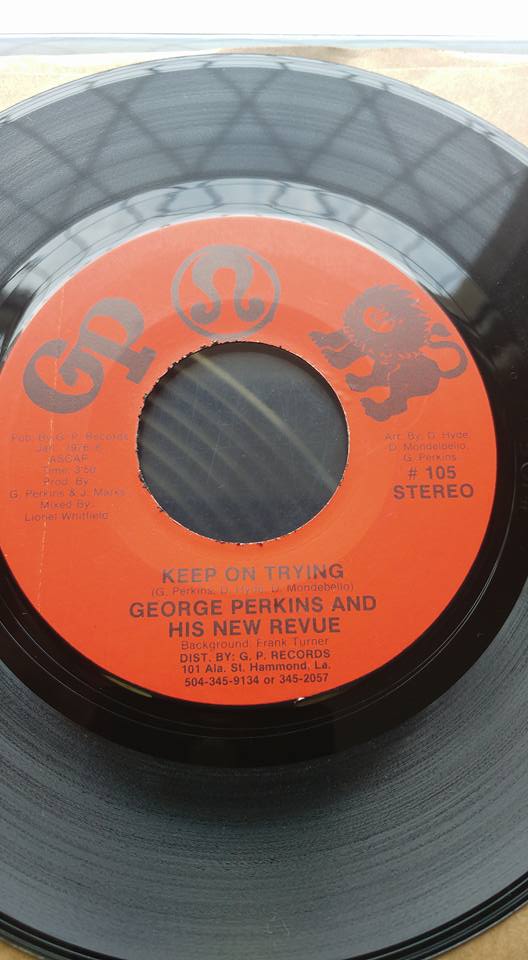 GP
Pub. By G. P. Records
Jan. 1976
ASCAP
Time: 3'50
Prod. By:
G. Perkins & J. Marks
Mixed By:
Lionel Whitfield
Arr. By: D. Hyde,
D. Mondelbello,
G. Perkins
# 105
STEREO
KEEP ON TRYING
(G. Perkins, D. Hyde, D. Mondebello)
GEORGE PERKINS AND
HIS NEW REVUE
Background: Frank Turner
DIST. BY: G. P. RECORDS
101 Ala. St. Hammond, La.
504-345-9134 or 345-2057